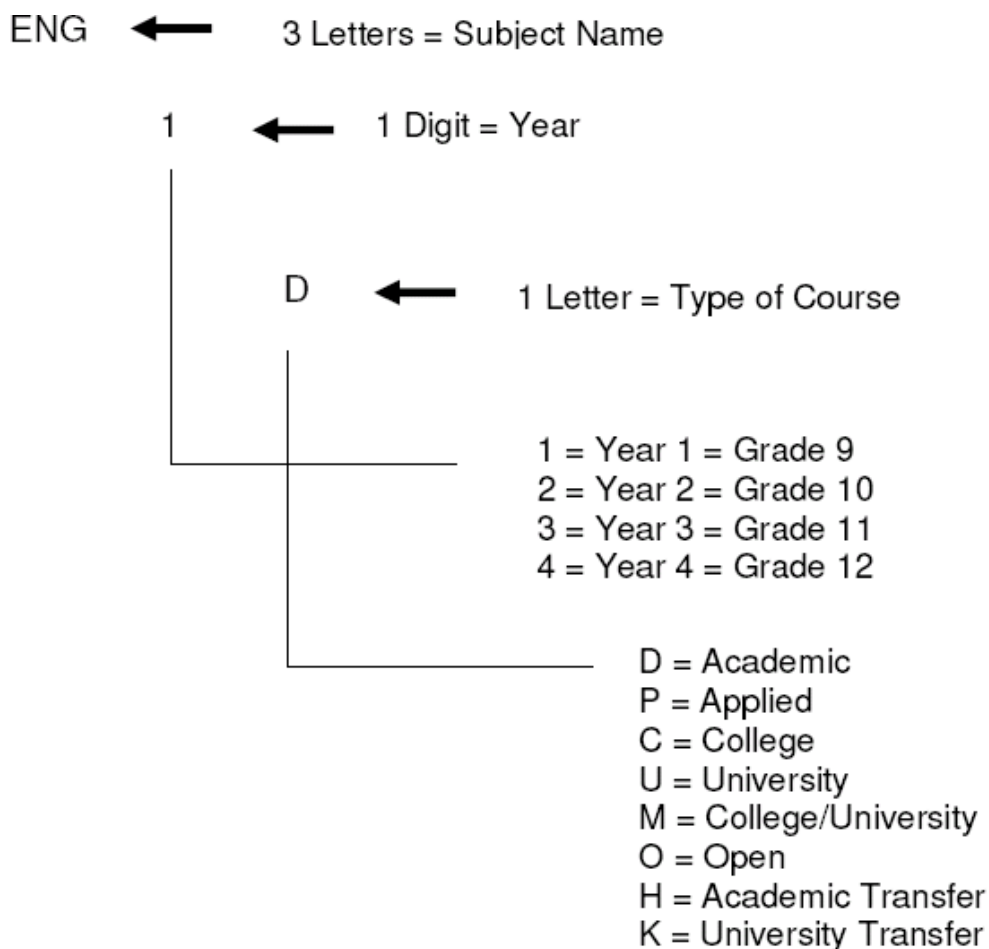 ENG 3 Letters = Subject Name
1 1 Digit = Year
D 1 Letter = Type of Course
1 = Year 1 = Grade 9
2 = Year 2 = Grade 10
3 = Year 3 = Grade 11
4 = Year 4 = Grade 12
D = Academic
P = Applied
C = College
U = University
M = College/University
O = Open
H = Academic Transfer
K = University Transfer